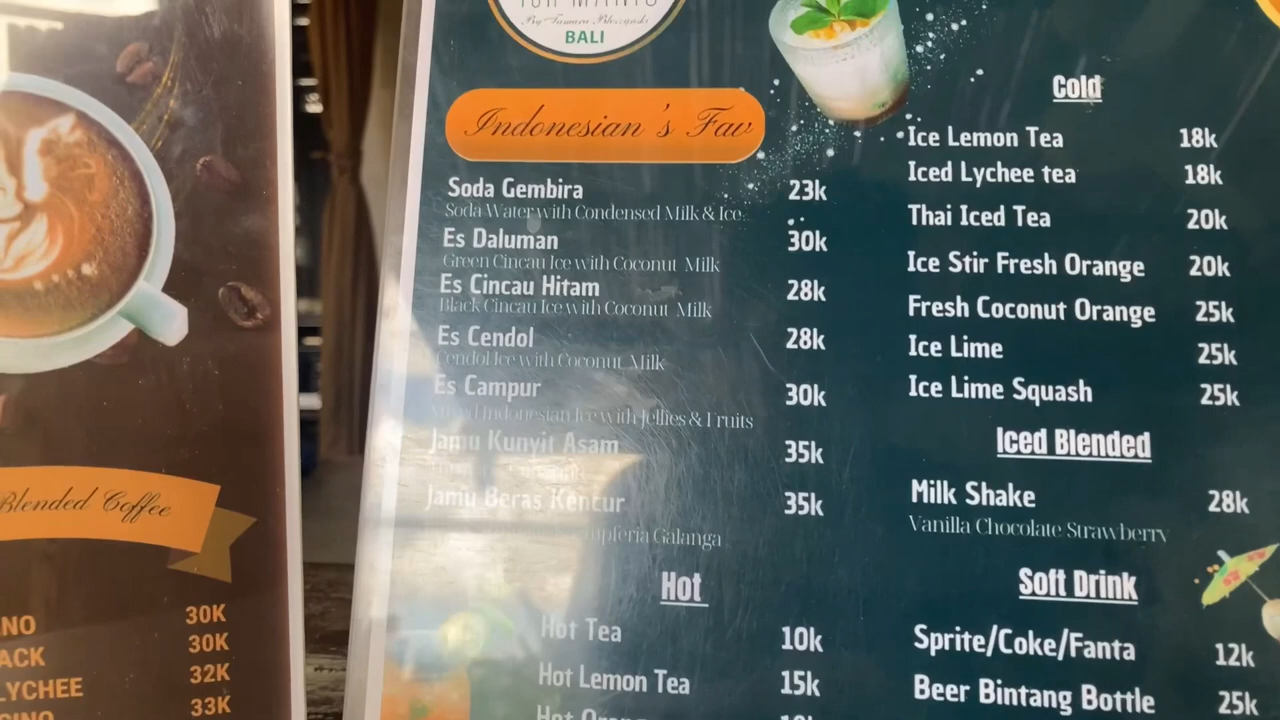 Blended Coffee
30K
30K
LYCHEE 32K
33K
By Tamara Bleszynski
BALI
Indonesian's Fav
Soda Gembira 23k
Soda Water with Condensed Milk & Ice
Es Daluman 30k
Green Cincau Ice with Coconut Milk
Es Cincau Hitam 28k
Black Cincau Ice with Coconut Milk
Es Cendol 28k
Cendol Ice with Coconut Milk
Es Campur 30k
Mixed Indonesian Ice with Jellies & Fruits
Jamu Kunyit Asam 35k
Jamu Beras Kencur 35k
Galanga
Hot
Hot Tea 10k
Hot Lemon Tea 15k
Hot
Cold
Ice Lemon Tea 18k
Iced Lychee tea 18k
Thai Iced Tea 20k
Ice Stir Fresh Orange 20k
Fresh Coconut Orange 25k
Ice Lime 25k
Ice Lime Squash 25k
Iced Blended
Milk Shake 28k
Vanilla Chocolate Strawberry
Soft Drink
Sprite/Coke/Fanta 12k
Beer Bintang Bottle 25k